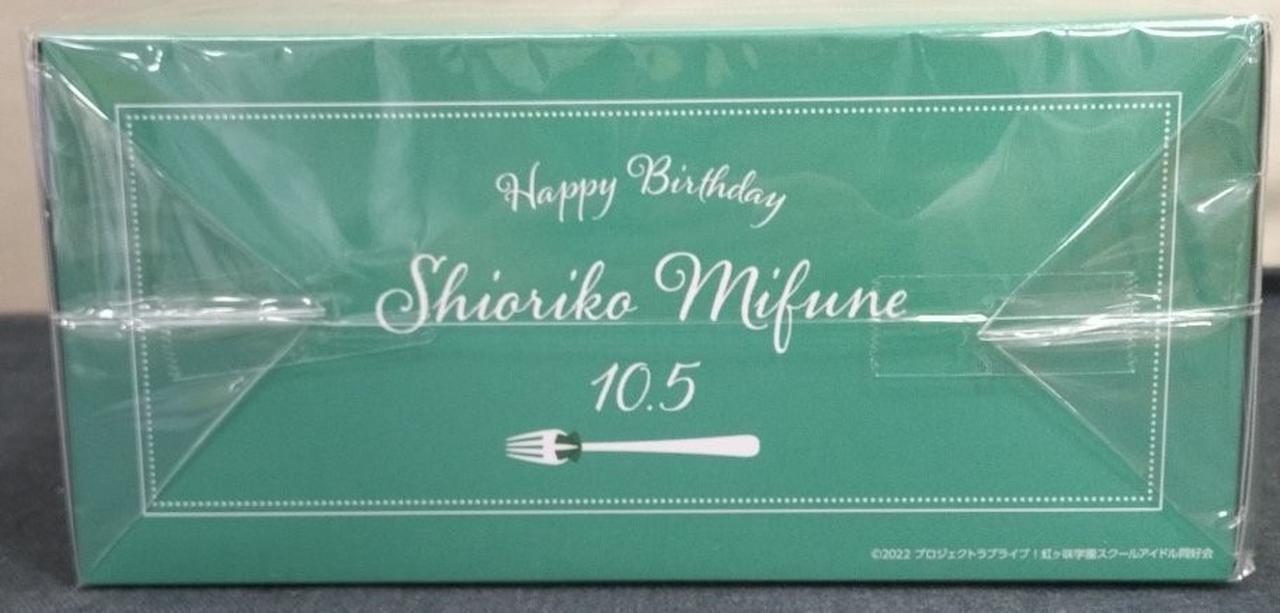 Happy Birthday
Shioriko Mifune
10.5
©2022 プロジェクトラブライブ！虹ヶ咲学園スクールアイドル同好会